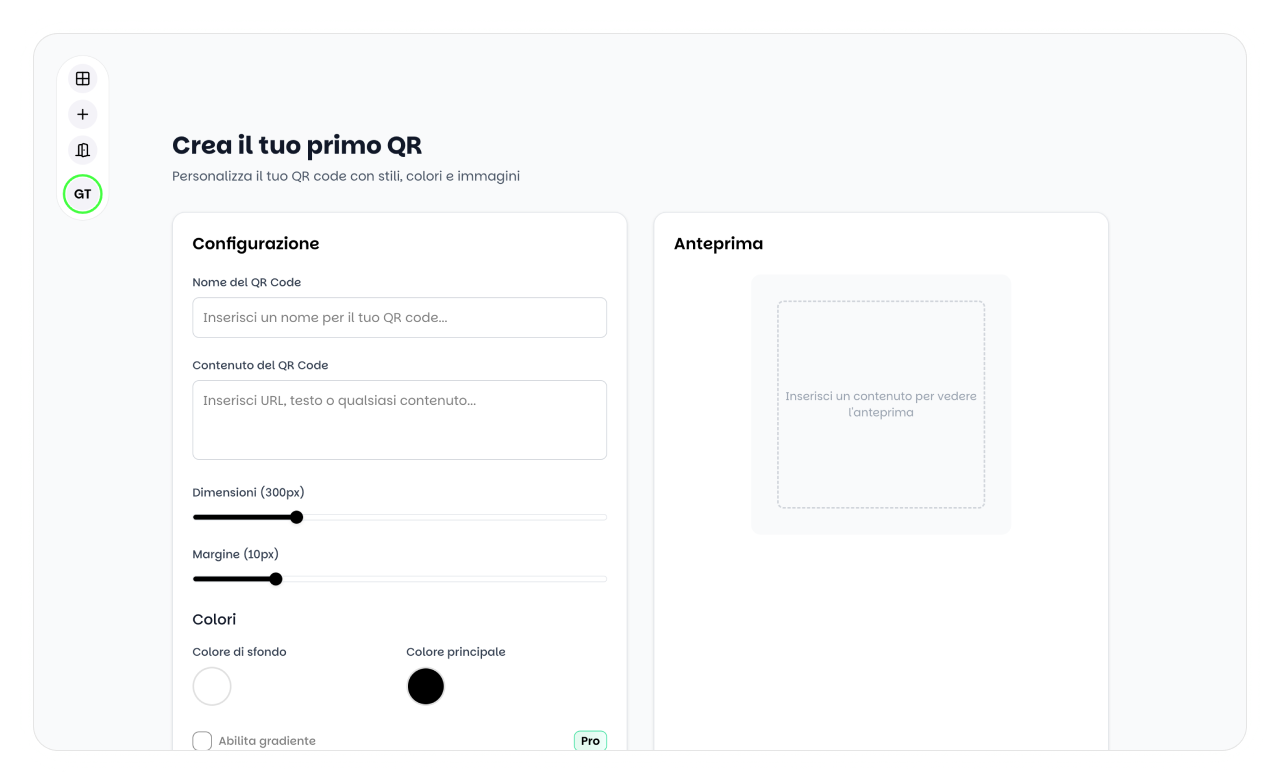 GT
Crea il tuo primo QR
Personalizza il tuo QR code con stili, colori e immagini
Configurazione
Nome del QR Code
Inserisci un nome per il tuo QR code...
Contenuto del QR Code
Inserisci URL, testo o qualsiasi contenuto...
Dimensioni (300px)
Margine (10px)
Colori
Colore di sfondo
Colore principale
Abilita gradiente
Pro
Anteprima
Inserisci un contenuto per vedere
l'anteprima